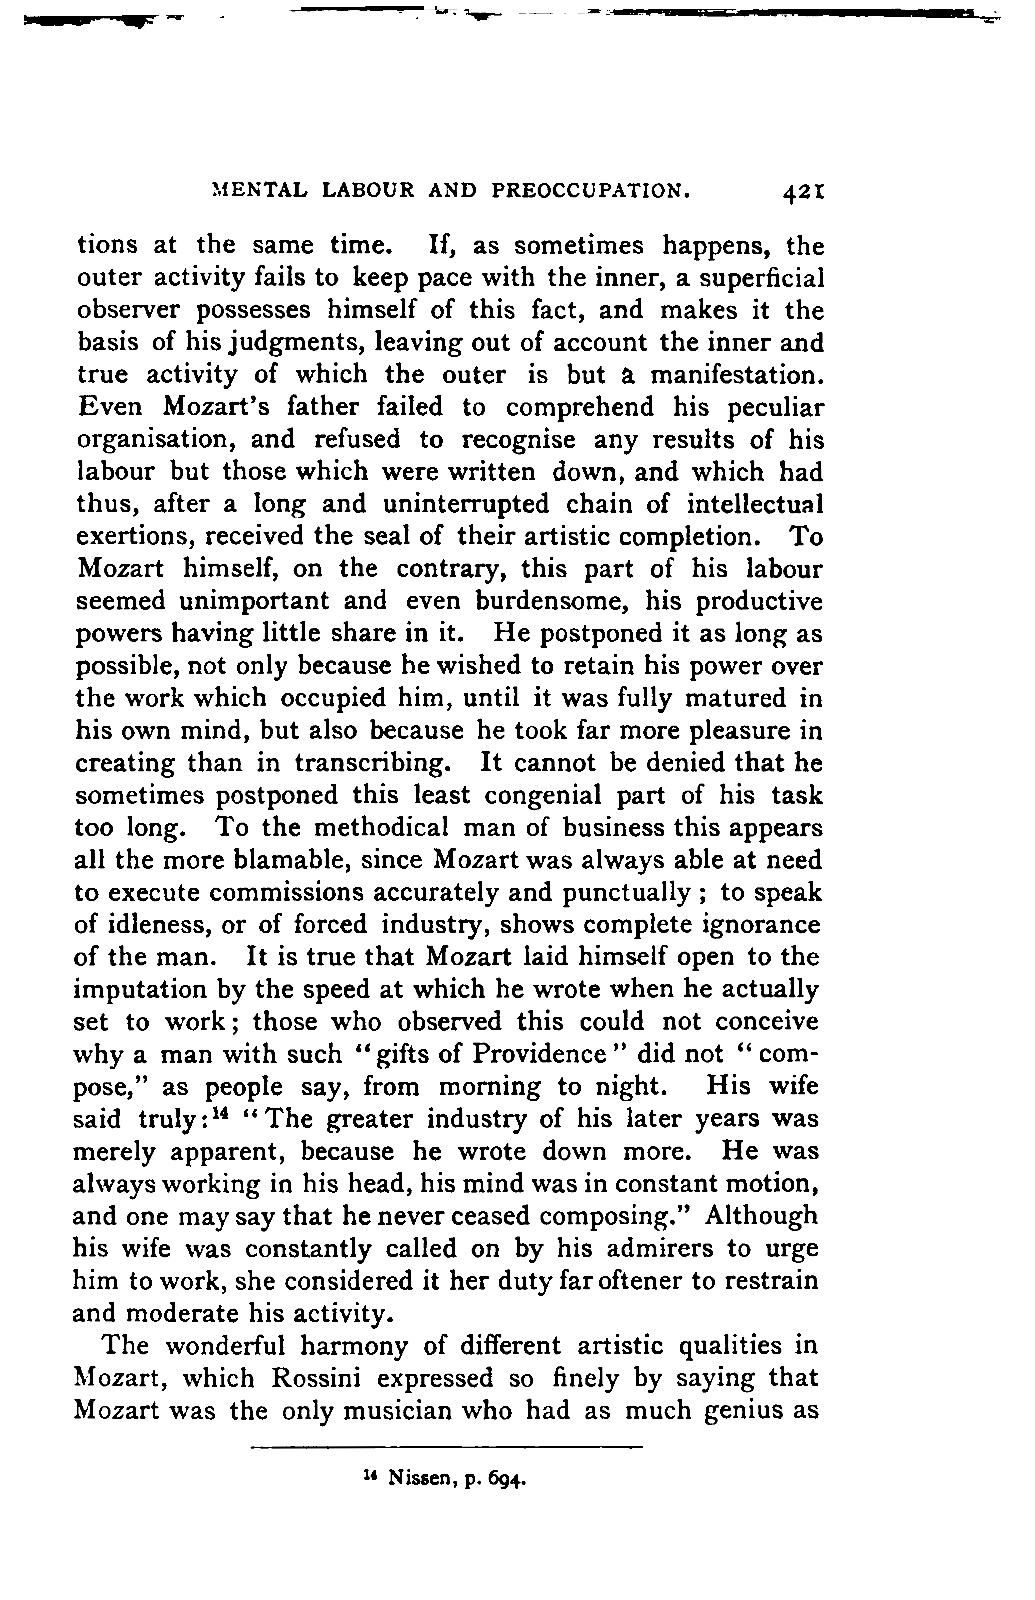 MENTAL LABOUR AND PREOCCUPATION. 421
tions at the same time. If, as sometimes happens, the
outer activity fails to keep pace with the inner, a superficial
observer possesses himself of this fact, and makes it the
basis of his judgments, leaving out of account the inner and
true activity of which the outer is but a manifestation.
Even Mozart's father failed to comprehend his peculiar
organisation, and refused to recognise any results of his
labour but those which were written down, and which had
thus, after a long and uninterrupted chain of intellectual
exertions, received the seal of their artistic completion. To
Mozart himself, on the contrary, this part of his labour
seemed unimportant and even burdensome, his productive
powers having little share in it. He postponed it as long as
possible, not only because he wished to retain his power over
the work which occupied him, until it was fully matured in
his own mind, but also because he took far more pleasure in
creating than in transcribing. It cannot be denied that he
sometimes postponed this least congenial part of his task
too long. To the methodical man of business this appears
all the more blamable, since Mozart was always able at need
to execute commissions accurately and punctually ; to speak
of idleness, or of forced industry, shows complete ignorance
of the man. It is true that Mozart laid himself open to the
imputation by the speed at which he wrote when he actually
set to work ; those who observed this could not conceive
why a man with such "gifts of Providence" did not "com-
pose," as people say, from morning to night. His wife
said truly:¹⁴ "The greater industry of his later years was
merely apparent, because he wrote down more. He was
always working in his head, his mind was in constant motion,
and one may say that he never ceased composing." Although
his wife was constantly called on by his admirers to urge
him to work, she considered it her duty far oftener to restrain
and moderate his activity.
The wonderful harmony of different artistic qualities in
Mozart, which Rossini expressed so finely by saying that
Mozart was the only musician who had as much genius as
¹⁴ Nissen, p. 694.